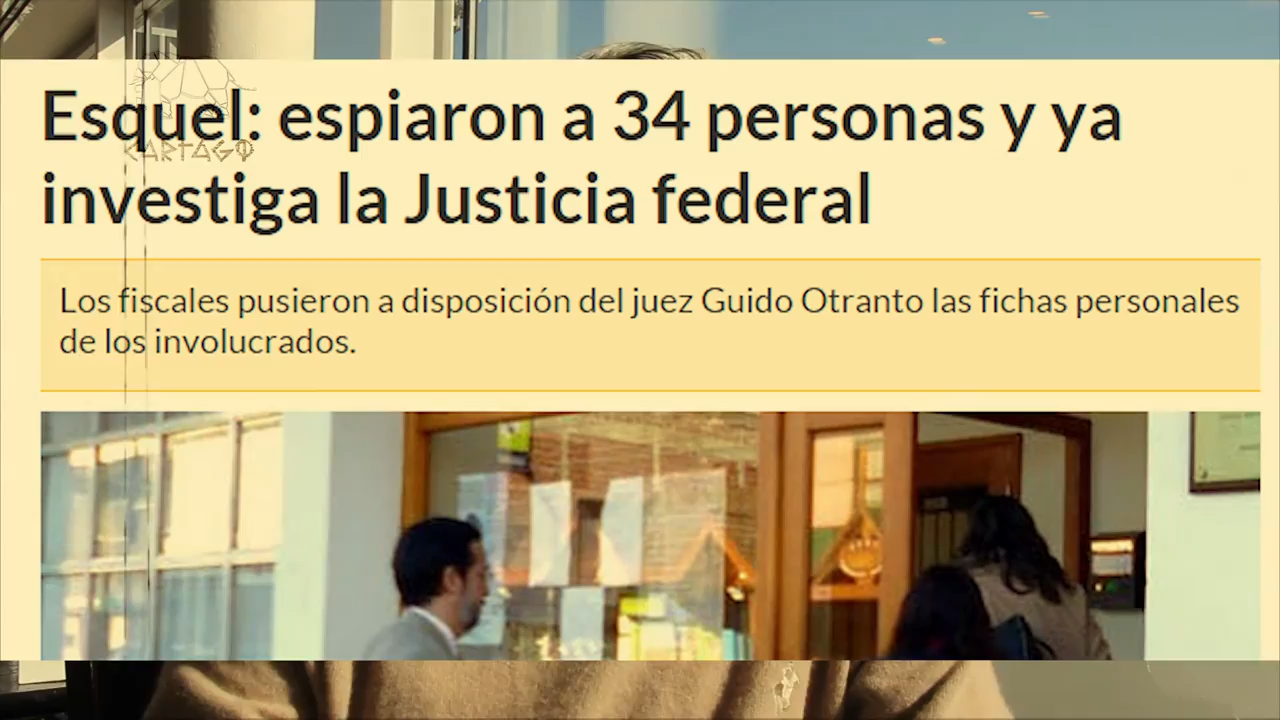 Esquel: espiaron a 34 personas y ya
investiga la Justicia federal
CARTAGO
Los fiscales pusieron a disposición del juez Guido Otranto las fichas personales
de los involucrados.